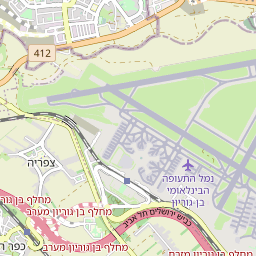 412
צפריה
נמל התעופה
הבינלאומי
בן-גוריון
מחלף בן גוריון
מחלף בן גוריון מערב
כביש ירושלים תל אביב
מחלף בן גוריון מערב
כפר ח
מחלף בן גוריון מזרח